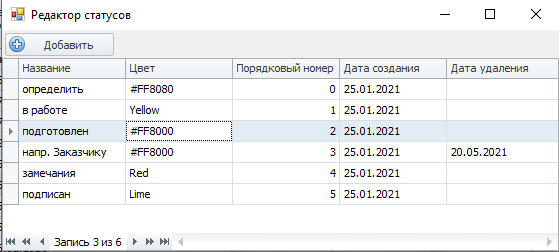 Редактор статусов
Добавить
Название Цвет Порядковый номер Дата создания Дата удаления
определить #FF8080 0 25.01.2021
в работе Yellow 1 25.01.2021
подготовлен #FF8000 2 25.01.2021
напр. Заказчику #FF8000 3 25.01.2021 20.05.2021
замечания Red 4 25.01.2021
подписан Lime 5 25.01.2021
Запись 3 из 6